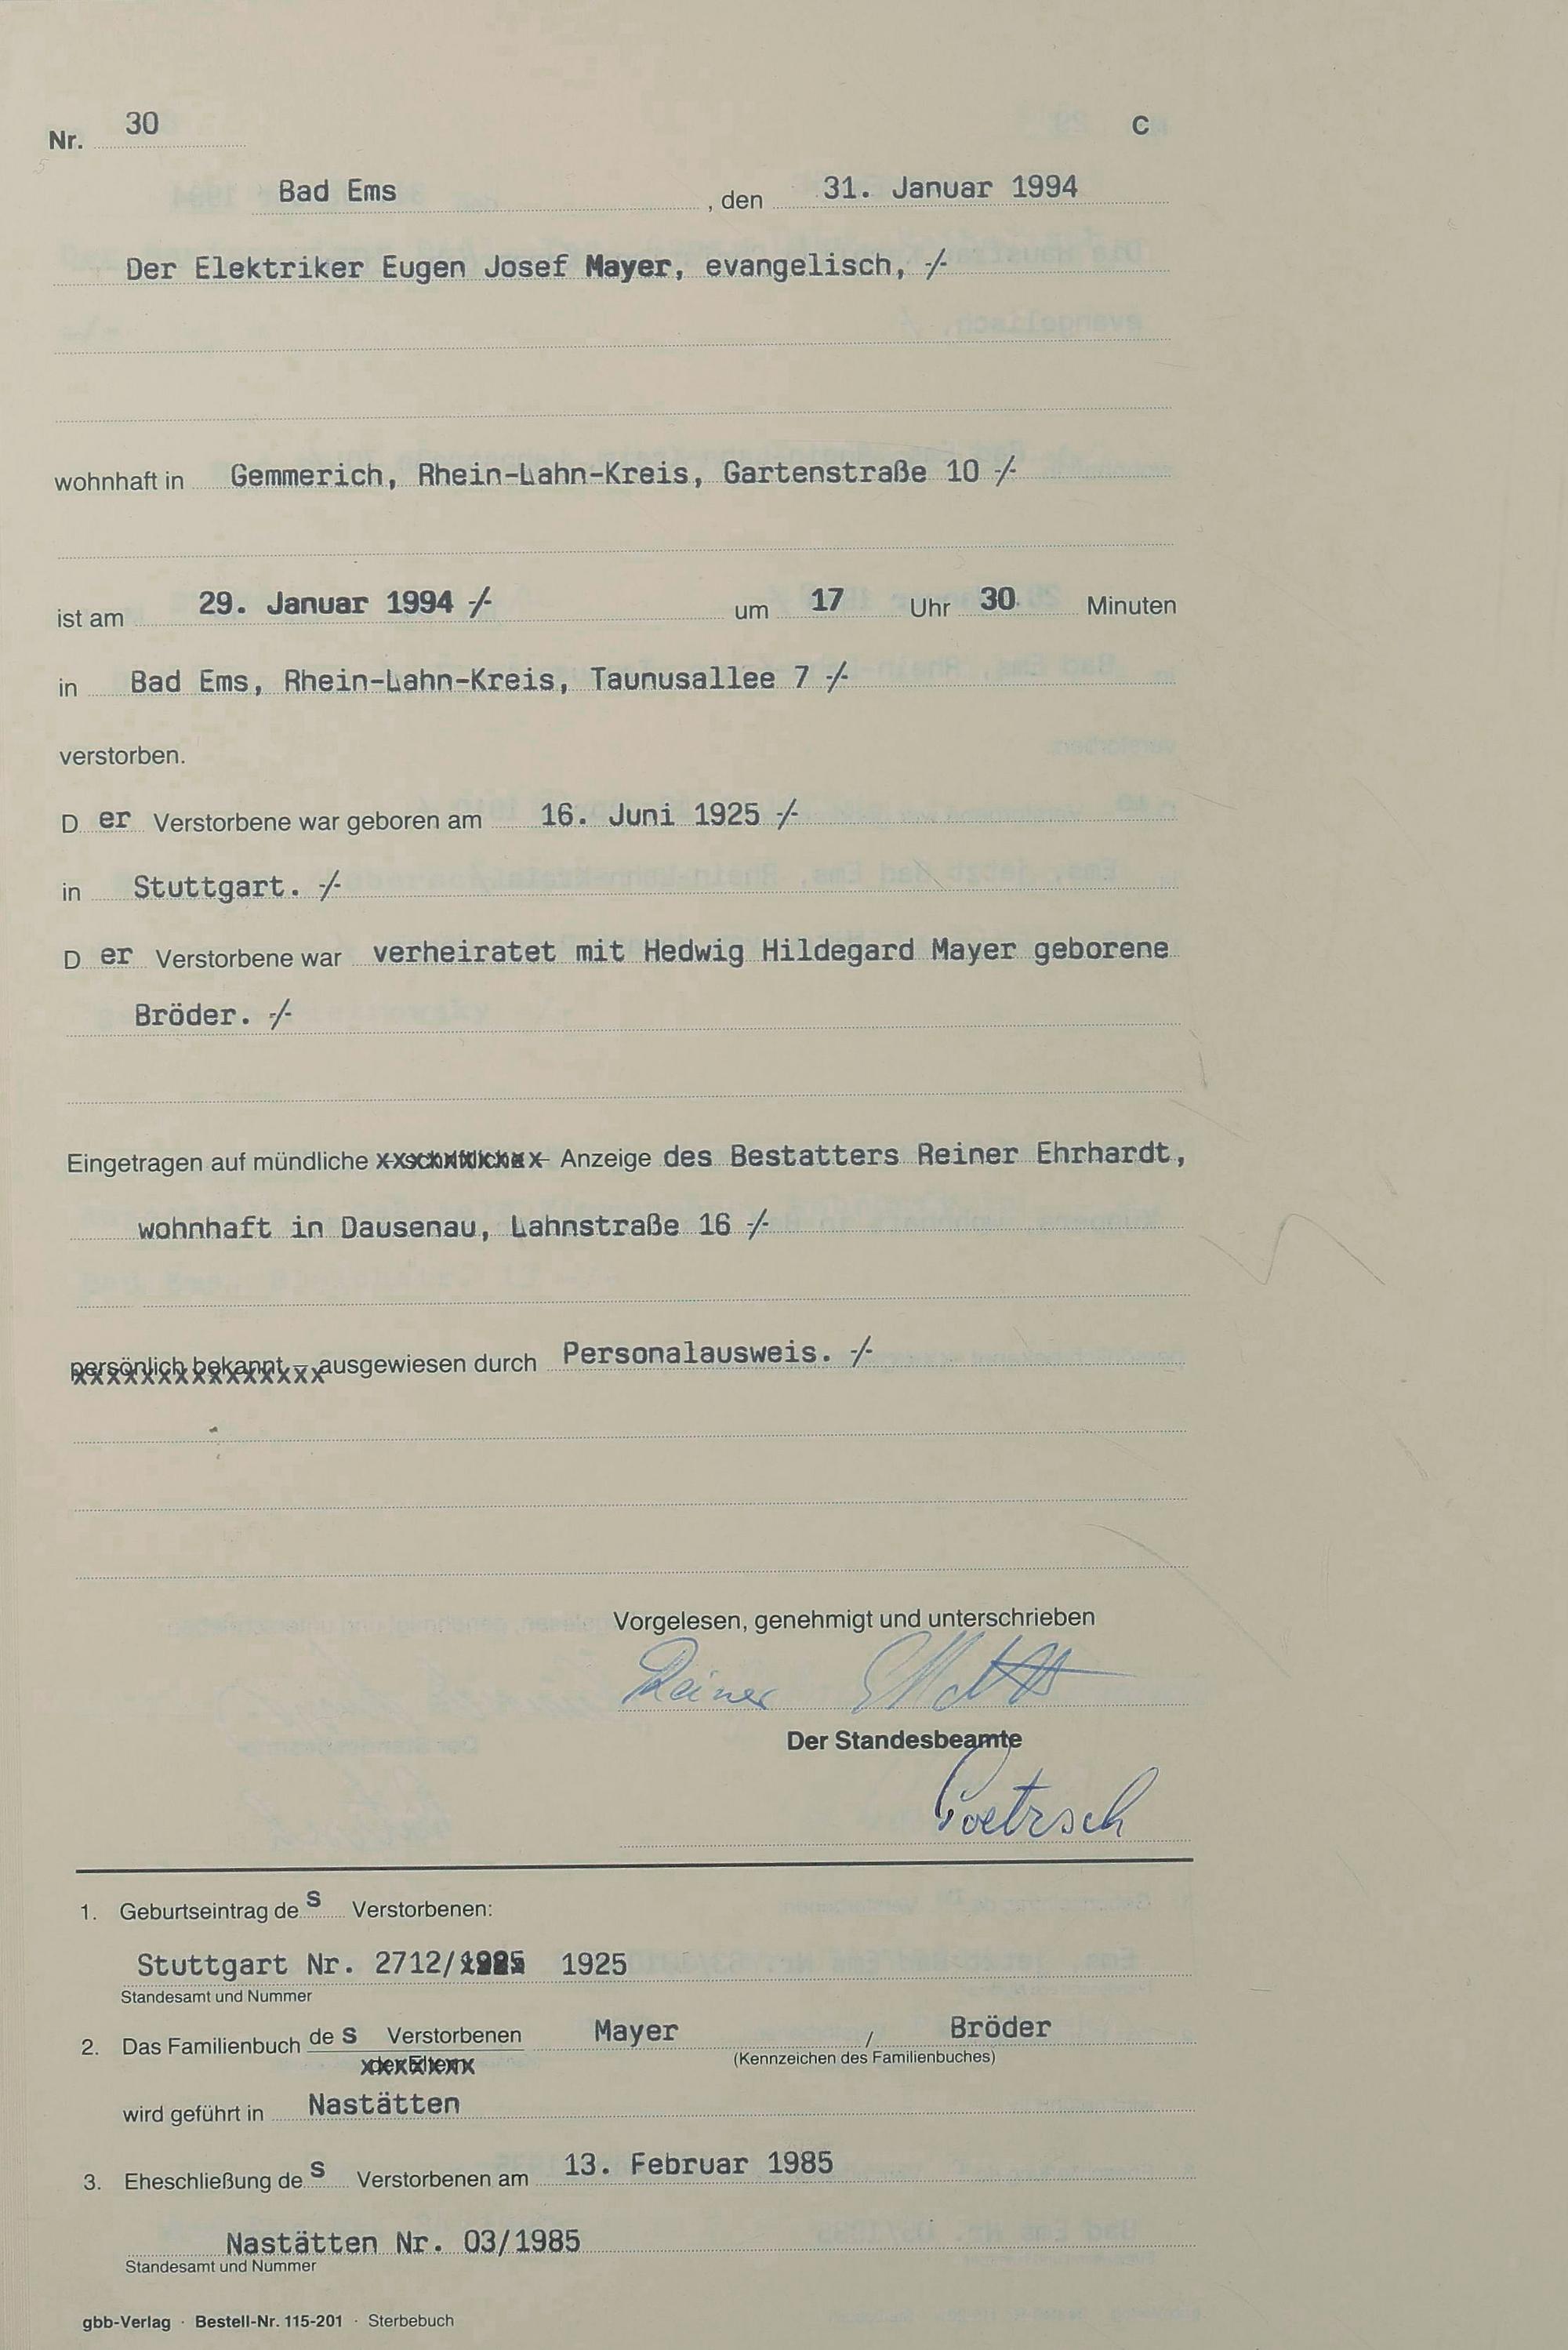 Nr. 30 C
Bad Ems , den 31. Januar 1994
Der Elektriker Eugen Josef Mayer, evangelisch, -/-
wohnhaft in Gemmerich, Rhein-Lahn-Kreis, Gartenstraße 10 -/-
ist am 29. Januar 1994 -/- um 17 Uhr 30 Minuten
in Bad Ems, Rhein-Lahn-Kreis, Taunusallee 7 -/-
verstorben.
D er Verstorbene war geboren am 16. Juni 1925 -/-
in Stuttgart. -/-
D er Verstorbene war verheiratet mit Hedwig Hildegard Mayer geborene
Bröder. -/-
Eingetragen auf mündliche – schriftliche – Anzeige des Bestatters Reiner Ehrhardt,
wohnhaft in Dausenau, Lahnstraße 16 -/-
persönlich bekannt – ausgewiesen durch Personalausweis. -/-
Vorgelesen, genehmigt und unterschrieben
Reiner
Der Standesbeamte
Poetzsch
1. Geburtseintrag de s Verstorbenen:
Stuttgart Nr. 2712/ 1925
Standesamt und Nummer
2. Das Familienbuch de s Verstorbenen Mayer / Bröder
der Eltern (Kennzeichen des Familienbuches)
wird geführt in Nastätten
3. Eheschließung de s Verstorbenen am 13. Februar 1985
Nastätten Nr. 03/1985
Standesamt und Nummer
gbb-Verlag · Bestell-Nr. 115-201 · Sterbebuch